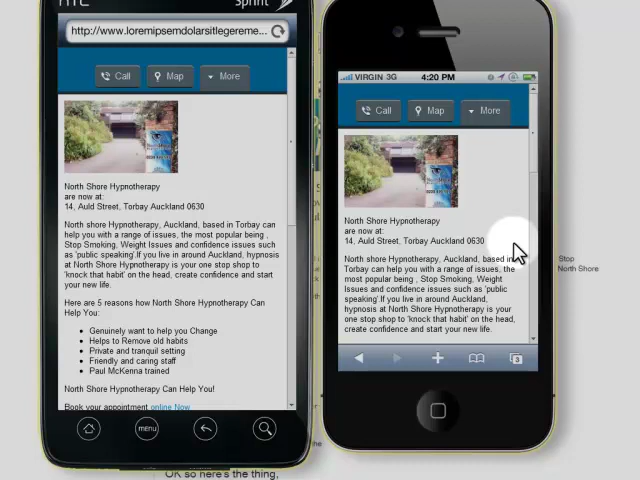 hTC
Sprint
http://www.loremipsemdolarsitlegereme...
Call
Map
More
North Shore Hypnotherapy
are now at:
14, Auld Street, Torbay Auckland 0630
North shore Hypnotherapy, Auckland, based in Torbay can
help you with a range of issues, the most popular being ,
Stop Smoking, Weight Issues and confidence issues such
as 'public speaking'.If you live in around Auckland, hypnosis
at North Shore Hypnotherapy is your one stop shop to
'knock that habit' on the head, create confidence and start
your new life.
Here are 5 reasons how North Shore Hypnotherapy Can
Help You:
Genuinely want to help you Change
Helps to Remove old habits
Private and tranquil setting
Friendly and caring staff
Paul McKenna trained
North Shore Hypnotherapy Can Help You!
Book your appointment online Now
MENU
VIRGIN 3G
4:20 PM
Call
Map
More
North Shore Hypnotherapy
are now at:
14, Auld Street, Torbay Auckland 0630
North shore Hypnotherapy, Auckland, based in
Torbay can help you with a range of issues, the
most popular being , Stop Smoking, Weight
Issues and confidence issues such as 'public
speaking'.If you live in around Auckland,
hypnosis at North Shore Hypnotherapy is your
one stop shop to 'knock that habit' on the head,
create confidence and start your new life.
3
Stop
North Shore
the
OK so here's the thing,